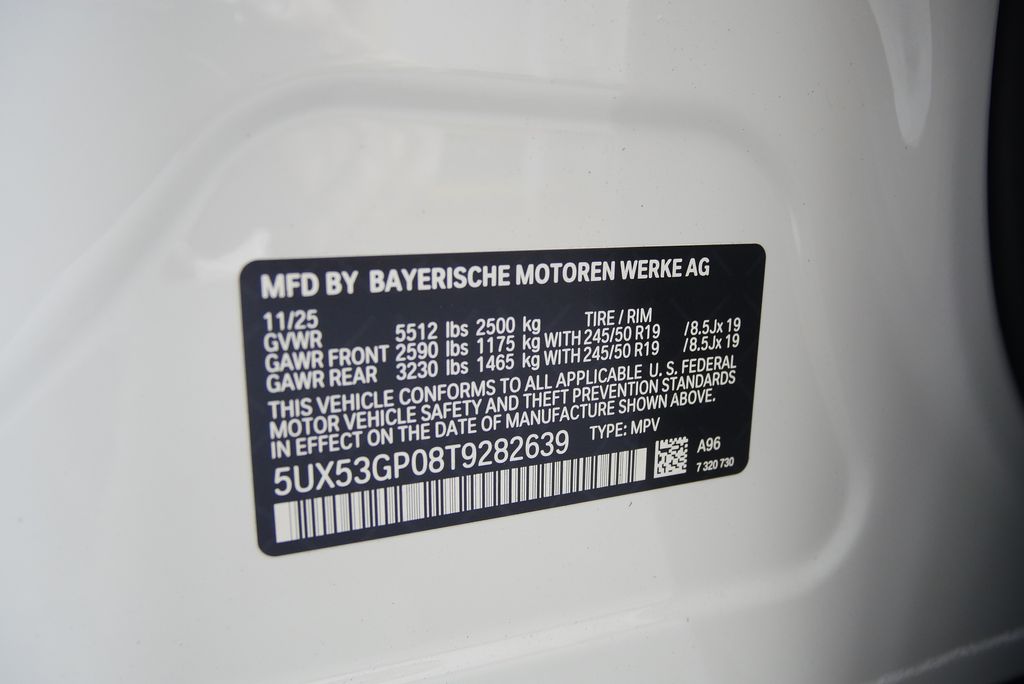 MFD BY BAYERISCHE MOTOREN WERKE AG
11/25 TIRE / RIM
GVWR 5512 lbs 2500 kg
GAWR FRONT 2590 lbs 1175 kg WITH 245/50 R19 /8.5Jx 19
GAWR REAR 3230 lbs 1465 kg WITH 245/50 R19 /8.5Jx 19
THIS VEHICLE CONFORMS TO ALL APPLICABLE U. S. FEDERAL
MOTOR VEHICLE SAFETY AND THEFT PREVENTION STANDARDS
IN EFFECT ON THE DATE OF MANUFACTURE SHOWN ABOVE.
5UX53GP08T9282639 TYPE: MPV
A96
7 320 730